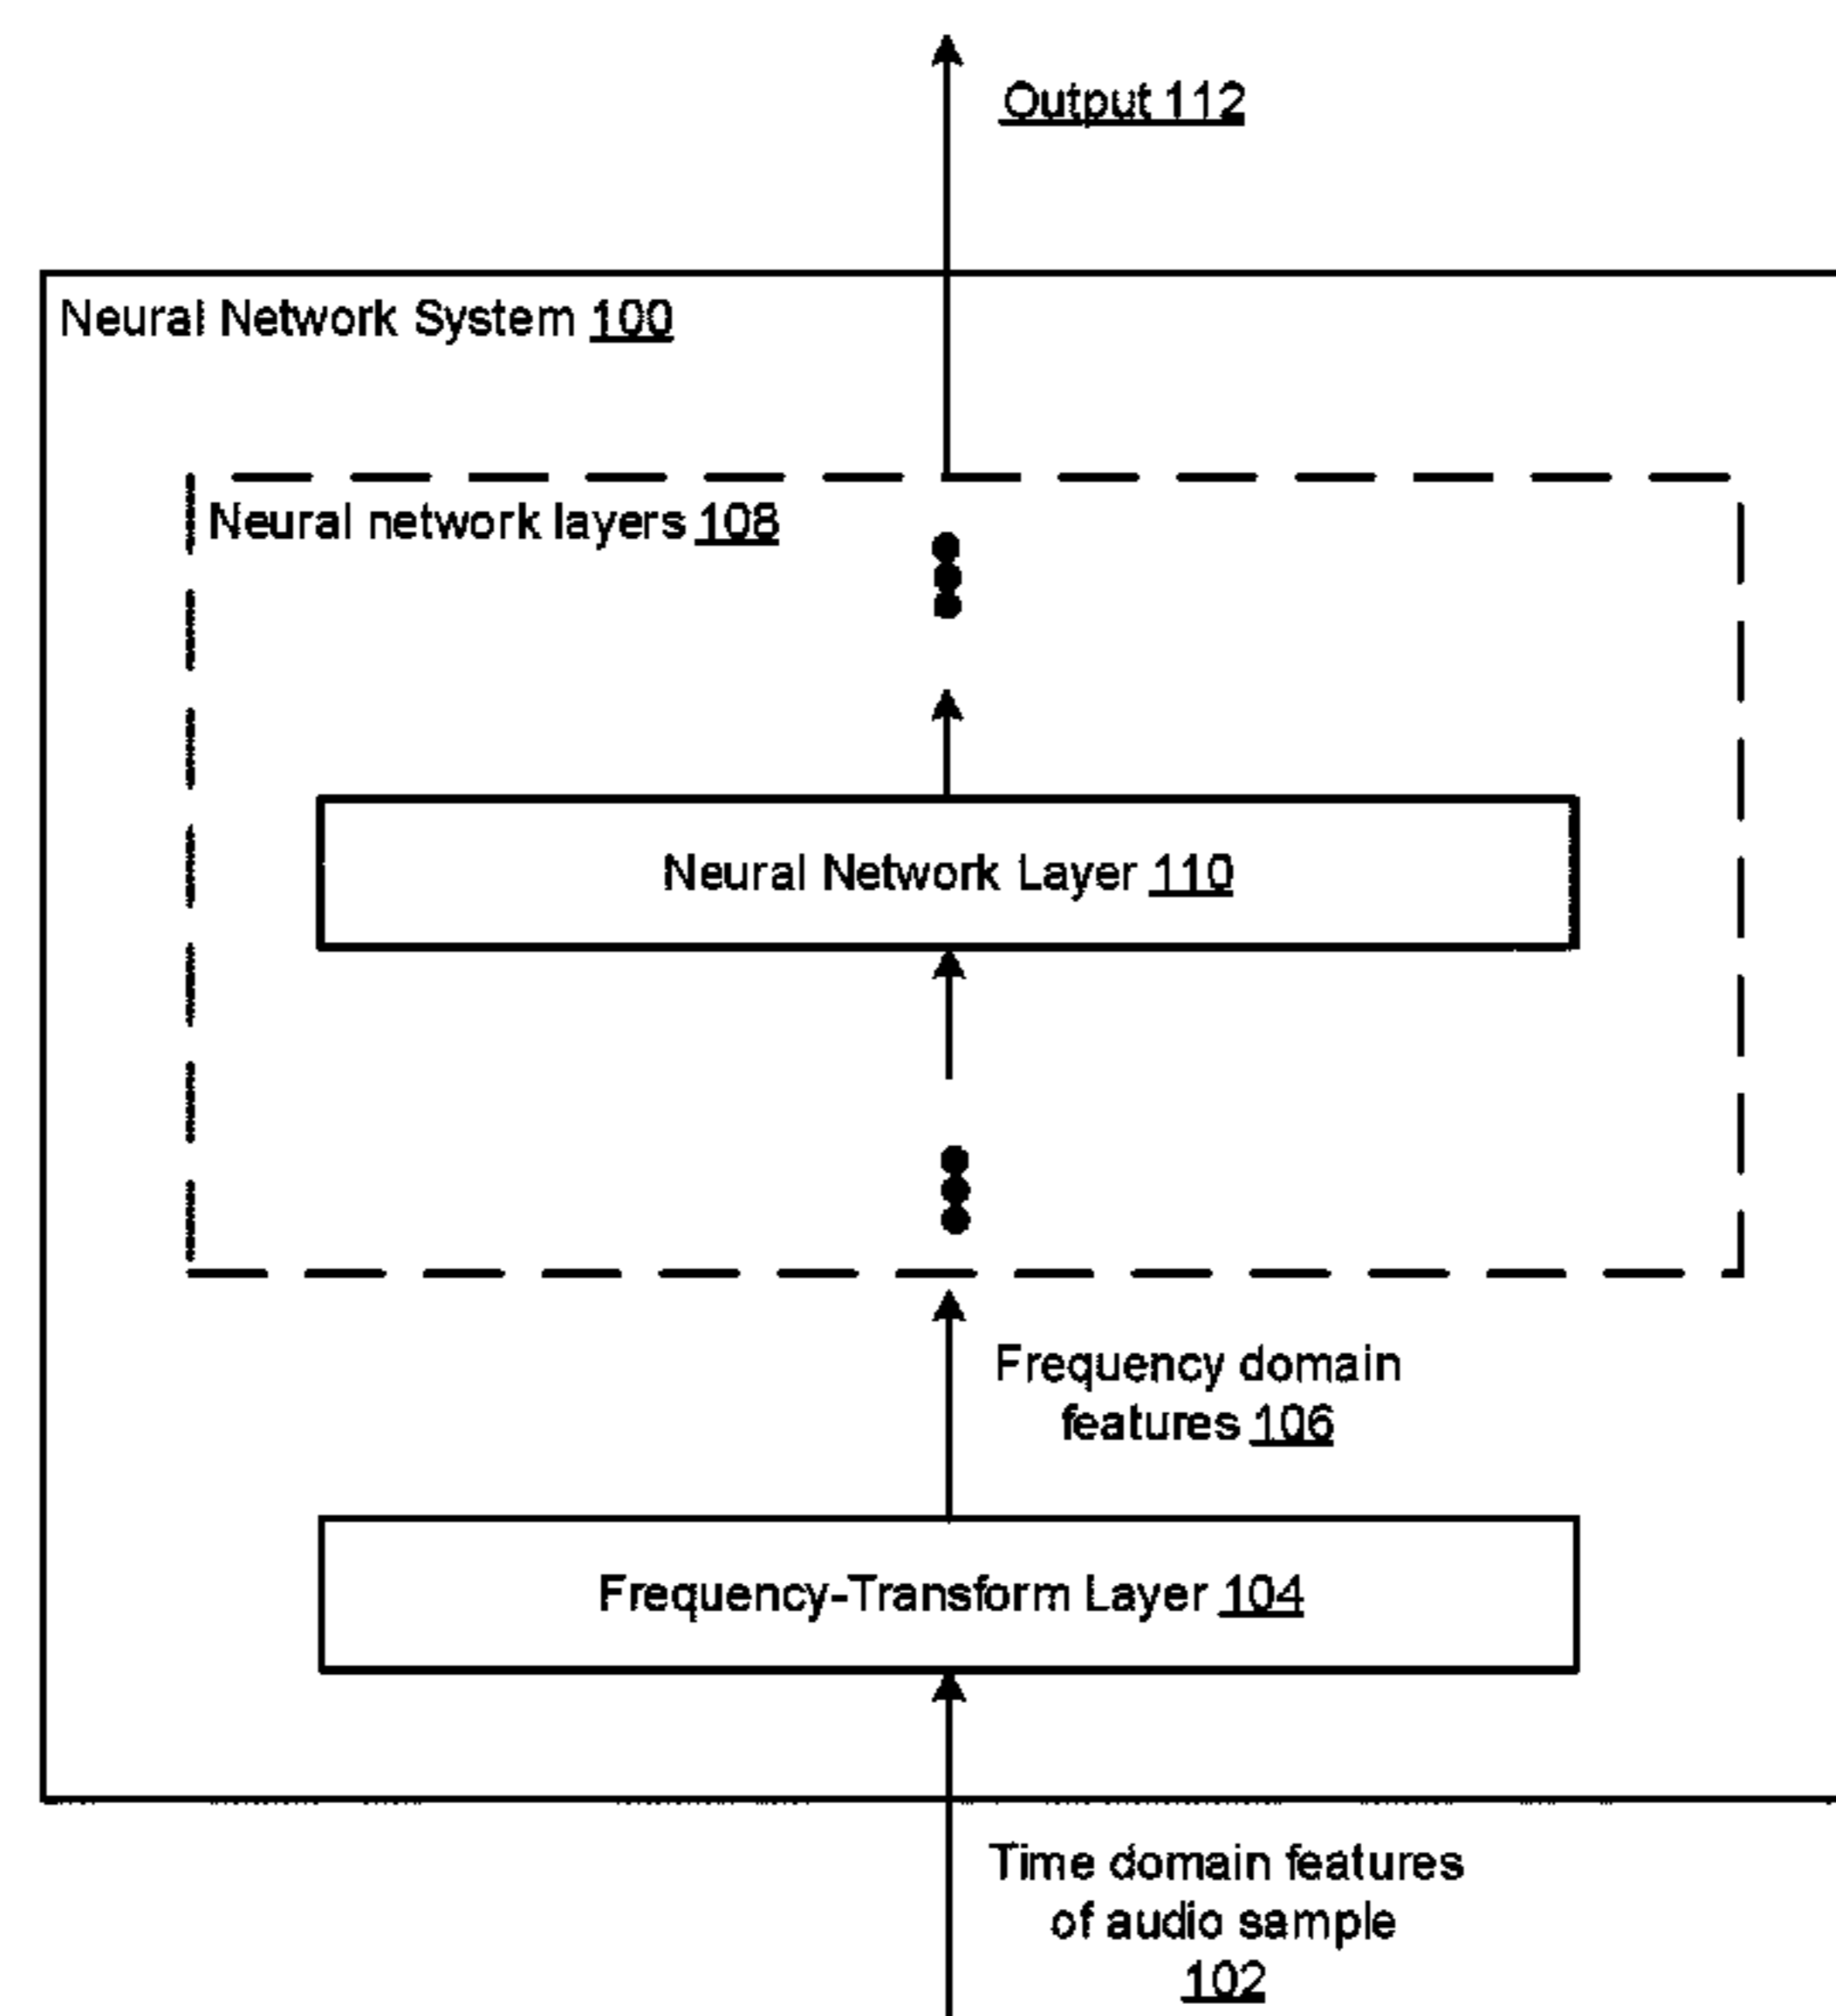 Output 112
Neural Network System 100
Neural network layers 108
Neural Network Layer 110
Frequency domain
features 106
Frequency-Transform Layer 104
Time domain features
of audio sample
102